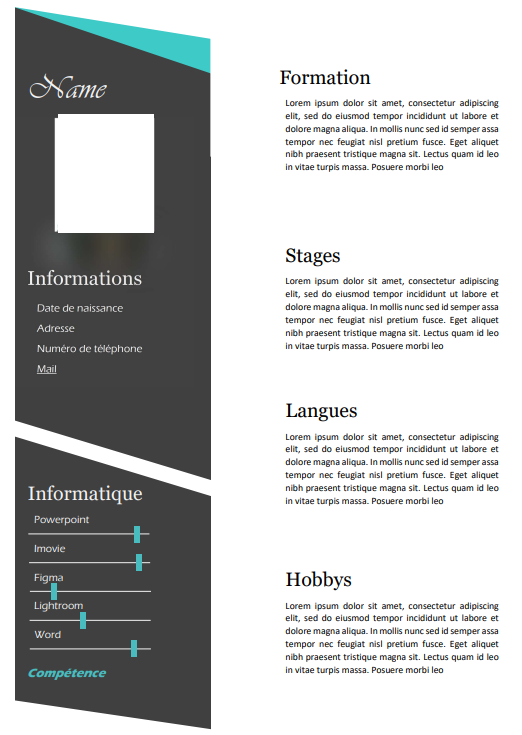 Name
Informations
Date de naissance
Adresse
Numéro de téléphone
Mail
Informatique
Powerpoint
Imovie
Figma
Lightroom
Word
Compétence
Formation
Lorem ipsum dolor sit amet, consectetur adipiscing
elit, sed do eiusmod tempor incididunt ut labore et
dolore magna aliqua. In mollis nunc sed id semper assa
tempor nec feugiat nisl pretium fusce. Eget aliquet
nibh praesent tristique magna sit. Lectus quam id leo
in vitae turpis massa. Posuere morbi leo
Stages
Lorem ipsum dolor sit amet, consectetur adipiscing
elit, sed do eiusmod tempor incididunt ut labore et
dolore magna aliqua. In mollis nunc sed id semper assa
tempor nec feugiat nisl pretium fusce. Eget aliquet
nibh praesent tristique magna sit. Lectus quam id leo
in vitae turpis massa. Posuere morbi leo
Langues
Lorem ipsum dolor sit amet, consectetur adipiscing
elit, sed do eiusmod tempor incididunt ut labore et
dolore magna aliqua. In mollis nunc sed id semper assa
tempor nec feugiat nisl pretium fusce. Eget aliquet
nibh praesent tristique magna sit. Lectus quam id leo
in vitae turpis massa. Posuere morbi leo
Hobbys
Lorem ipsum dolor sit amet, consectetur adipiscing
elit, sed do eiusmod tempor incididunt ut labore et
dolore magna aliqua. In mollis nunc sed id semper assa
tempor nec feugiat nisl pretium fusce. Eget aliquet
nibh praesent tristique magna sit. Lectus quam id leo
in vitae turpis massa. Posuere morbi leo